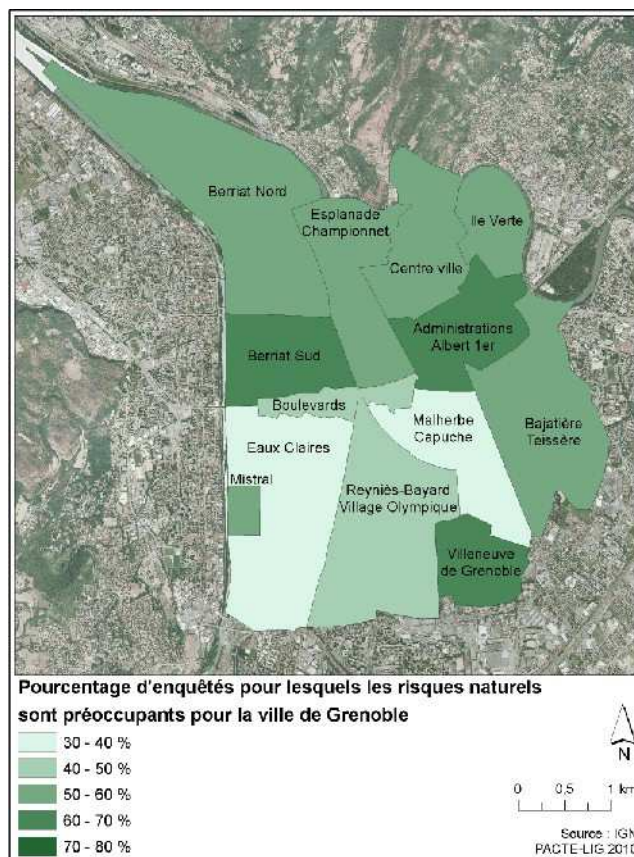 Berriat Nord
Esplanade
Championnet
Ile Verte
Centre ville
Administrations
Albert 1er
Berriat Sud
Boulevards
Malherbe
Capuche
Bajatière
Teissère
Eaux Claires
Mistral
Reyniès-Bayard
Village Olympique
Villeneuve
de Grenoble
Pourcentage d'enquêtés pour lesquels les risques naturels
sont préoccupants pour la ville de Grenoble
30 - 40 %
40 - 50 %
50 - 60 %
60 - 70 %
70 - 80 %
N
0 0,5 1 km
Source : IGN
PACTE-LIG 2010